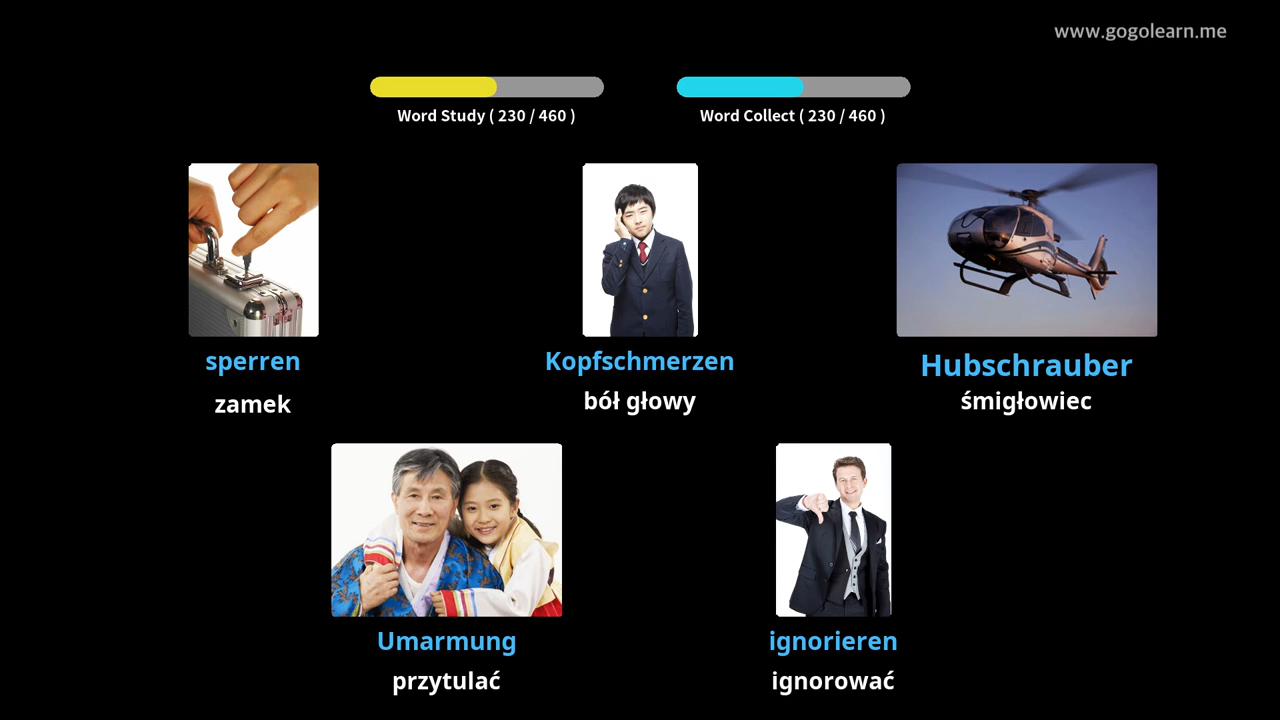 www.gogolearn.me
Word Study ( 230 / 460 )
Word Collect ( 230 / 460 )
sperren
zamek
Kopfschmerzen
ból głowy
Hubschrauber
śmigłowiec
Umarmung
przytulać
ignorieren
ignorować